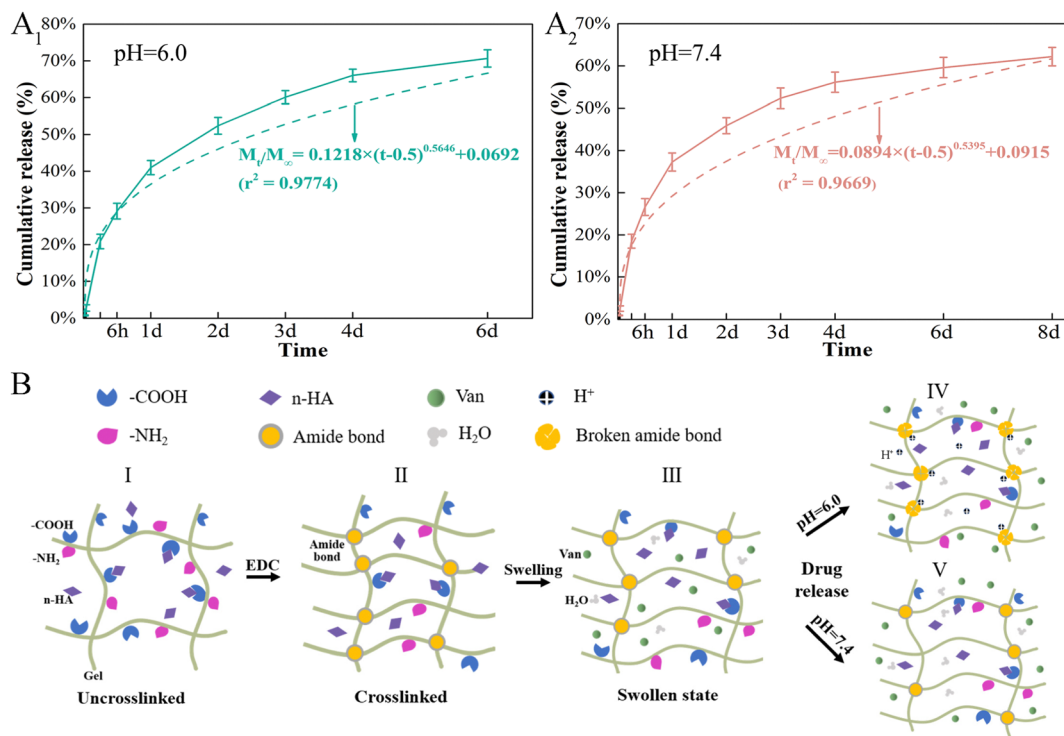 A₁
pH=6.0
80%
70%
60%
50%
40%
30%
20%
10%
0%
Cumulative release (%)
Mₜ/M∞= 0.1218×(t-0.5)⁰·⁵⁶⁴⁶+0.0692
(r² = 0.9774)
6h 1d 2d 3d 4d 6d
Time
A₂
pH=7.4
70%
60%
50%
40%
30%
20%
10%
0%
Cumulative release (%)
Mₜ/M∞=0.0894×(t-0.5)⁰·⁵³⁹⁵+0.0915
(r² = 0.9669)
6h 1d 2d 3d 4d 6d 8d
Time
B
-COOH n-HA Van H⁺
-NH₂ Amide bond H₂O Broken amide bond
I
-COOH
-NH₂
n-HA
Gel
Uncrosslinked
EDC
II
Amide
bond
Crosslinked
Swelling
III
Van
H₂O
Swollen state
pH=6.0
Drug
release
pH=7.4
IV
H⁺
V